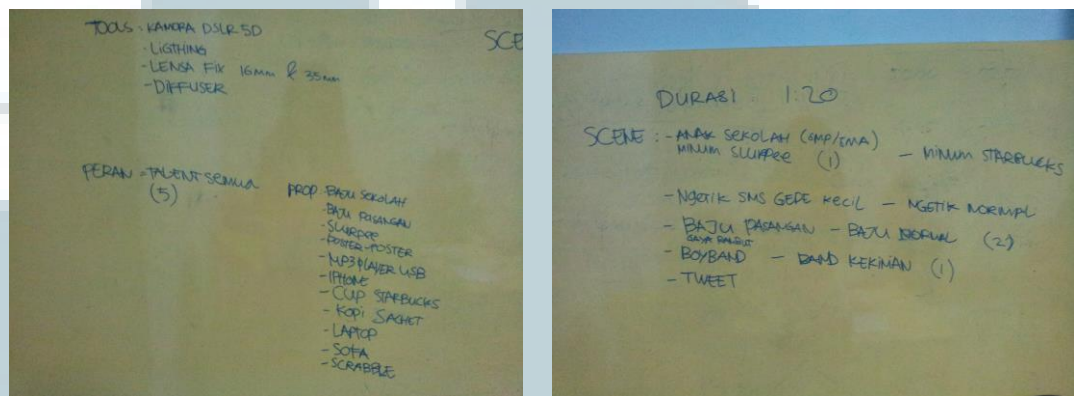 TOOLS : KAMERA DSLR 5D
- LIGTHING
- LENSA FIX 16mm & 35mm
- DIFFUSER
SCE
PERAN = TALENT SEMUA
(5)
PROP : BAJU SEKOLAH
- BAJU PASANGAN
- SLURPEE
- POSTER-POSTER
- MP3 PLAYER USB
- IPHONE
- CUP STARBUCKS
- KOPI SACHET
- LAPTOP
- SOFA
- SCRABBLE
DURASI : 1:20
SCENE : - ANAK SEKOLAH (SMP/SMA)
MINUM SLURPEE (1) - MINUM STARBUCKS
- NGETIK SMS GEDE KECIL - NGETIK NORMAL
- BAJU PASANGAN - BAJU NORMAL (2)
GAYA
- BOYBAND - BAND KEKINIAN (1)
- TWEET